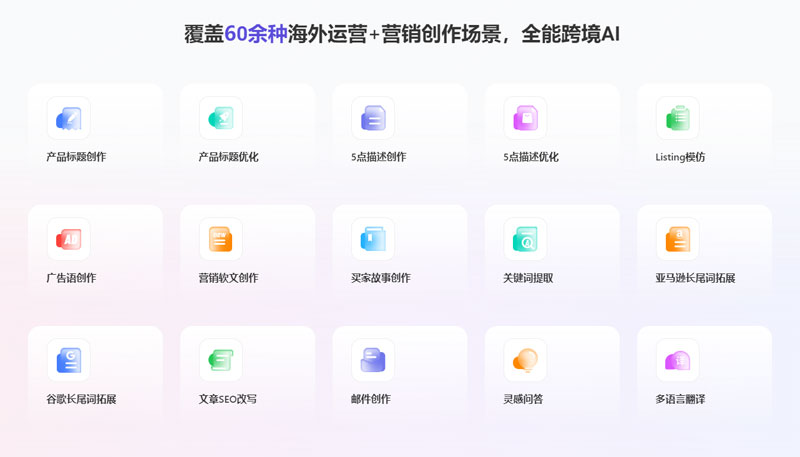 覆盖60余种海外运营+营销创作场景，全能跨境AI
产品标题创作
产品标题优化
5点描述创作
5点描述优化
Listing模仿
广告语创作
营销软文创作
买家故事创作
关键词提取
亚马逊长尾词拓展
谷歌长尾词拓展
文章SEO改写
邮件创作
灵感问答
多语言翻译